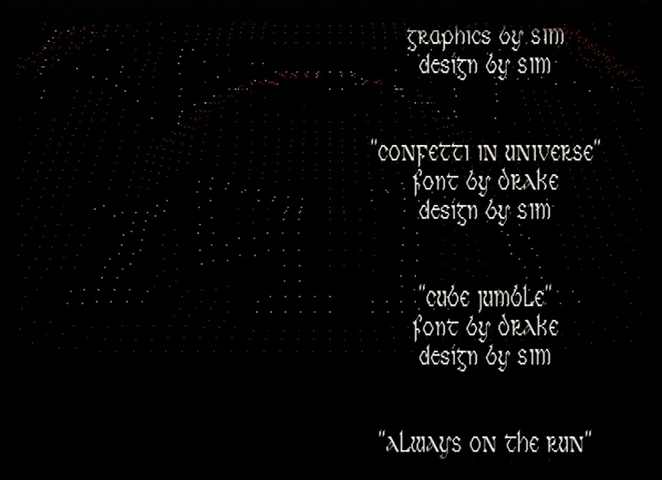 graphics by sim
design by sim
"confetti in universe"
font by drake
design by sim
"cube jumble"
font by drake
design by sim
"always on the run"